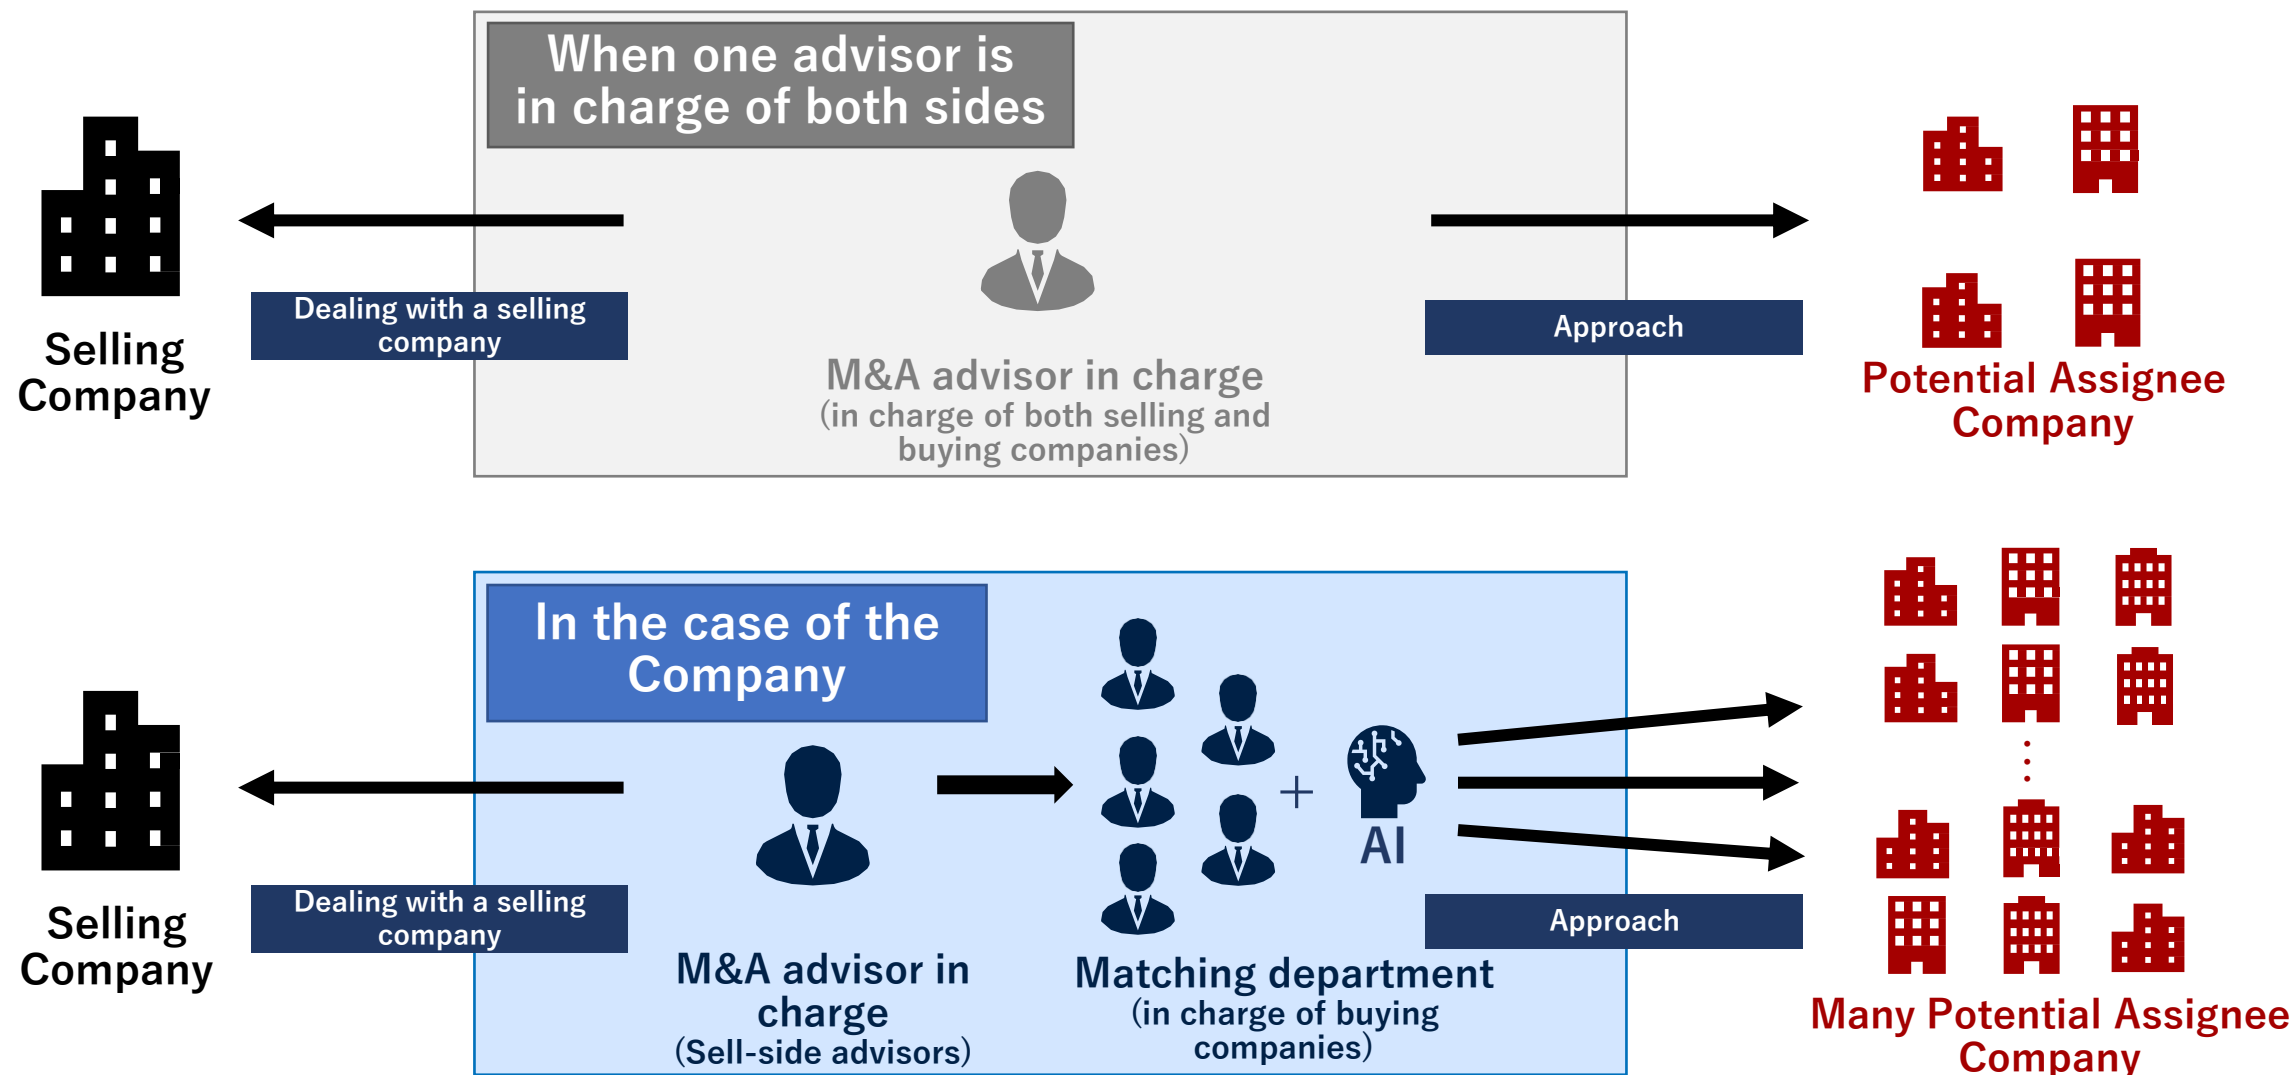 When one advisor is
in charge of both sides
Selling
Company
Dealing with a selling
company
M&A advisor in charge
(in charge of both selling and
buying companies)
Approach
Potential Assignee
Company
In the case of the
Company
Selling
Company
Dealing with a selling
company
M&A advisor in
charge
(Sell-side advisors)
+
AI
Matching department
(in charge of buying
companies)
Approach
Many Potential Assignee
Company